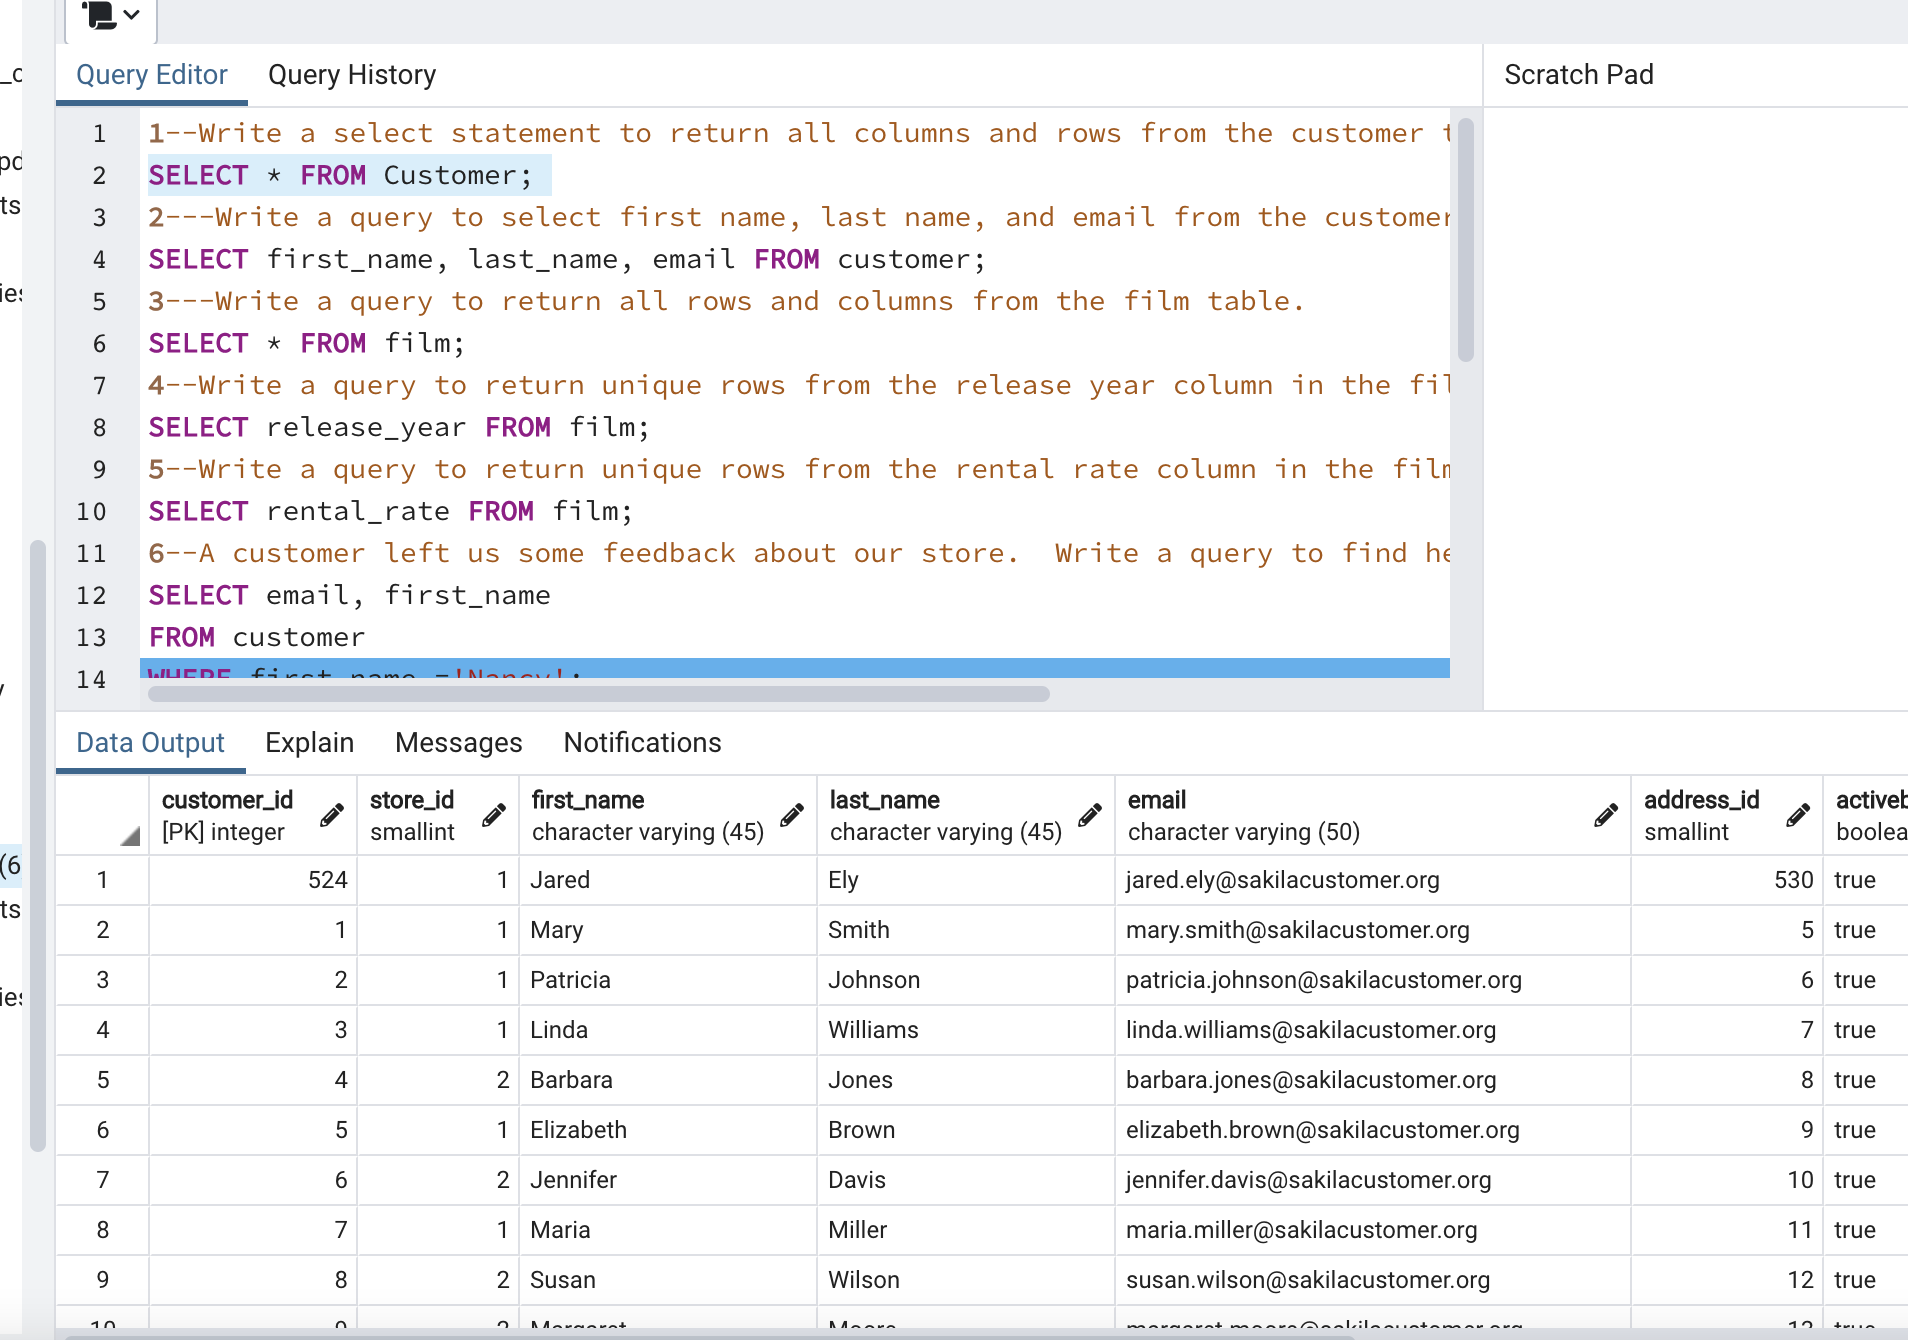 Query Editor Query History Scratch Pad
1 1--Write a select statement to return all columns and rows from the customer
2 SELECT * FROM Customer;
3 2---Write a query to select first name, last name, and email from the customer
4 SELECT first_name, last_name, email FROM customer;
5 3---Write a query to return all rows and columns from the film table.
6 SELECT * FROM film;
7 4--Write a query to return unique rows from the release year column in the
8 SELECT release_year FROM film;
9 5--Write a query to return unique rows from the rental rate column in the film
10 SELECT rental_rate FROM film;
11 6--A customer left us some feedback about our store.  Write a query to find
12 SELECT email, first_name
13 FROM customer
14 WHERE first_name ='Nancy';
Data Output Explain Messages Notifications
customer_id store_id first_name last_name email address_id
[PK] integer smallint character varying (45) character varying (45) character varying (50) smallint
1 524 1 Jared Ely jared.ely@sakilacustomer.org 530 true
2 1 1 Mary Smith mary.smith@sakilacustomer.org 5 true
3 2 1 Patricia Johnson patricia.johnson@sakilacustomer.org 6 true
4 3 1 Linda Williams linda.williams@sakilacustomer.org 7 true
5 4 2 Barbara Jones barbara.jones@sakilacustomer.org 8 true
6 5 1 Elizabeth Brown elizabeth.brown@sakilacustomer.org 9 true
7 6 2 Jennifer Davis jennifer.davis@sakilacustomer.org 10 true
8 7 1 Maria Miller maria.miller@sakilacustomer.org 11 true
9 8 2 Susan Wilson susan.wilson@sakilacustomer.org 12 true